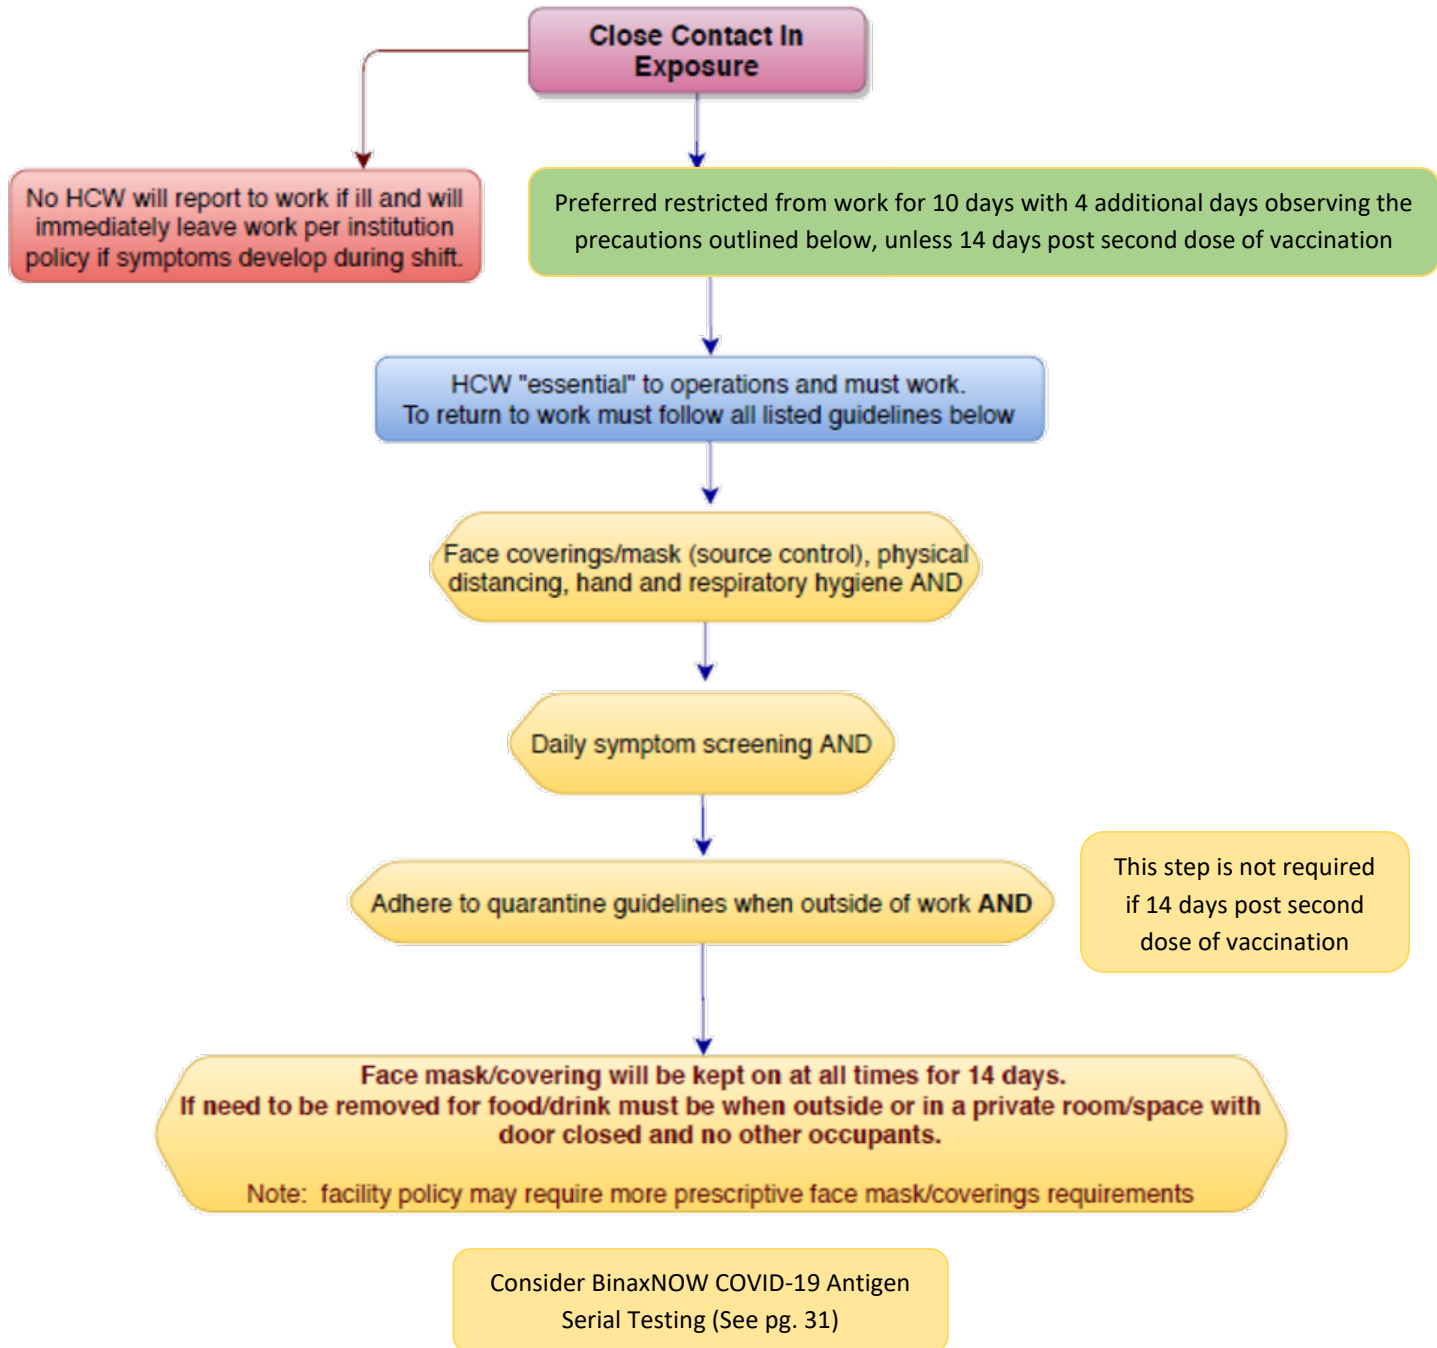 Close Contact In
Exposure
No HCW will report to work if ill and will
immediately leave work per institution
policy if symptoms develop during shift.
Preferred restricted from work for 10 days with 4 additional days observing the
precautions outlined below, unless 14 days post second dose of vaccination
HCW "essential" to operations and must work.
To return to work must follow all listed guidelines below
Face coverings/mask (source control), physical
distancing, hand and respiratory hygiene AND
Daily symptom screening AND
Adhere to quarantine guidelines when outside of work AND
This step is not required
if 14 days post second
dose of vaccination
Face mask/covering will be kept on at all times for 14 days.
If need to be removed for food/drink must be when outside or in a private room/space with
door closed and no other occupants.
Note: facility policy may require more prescriptive face mask/coverings requirements
Consider BinaxNOW COVID-19 Antigen
Serial Testing (See pg. 31)